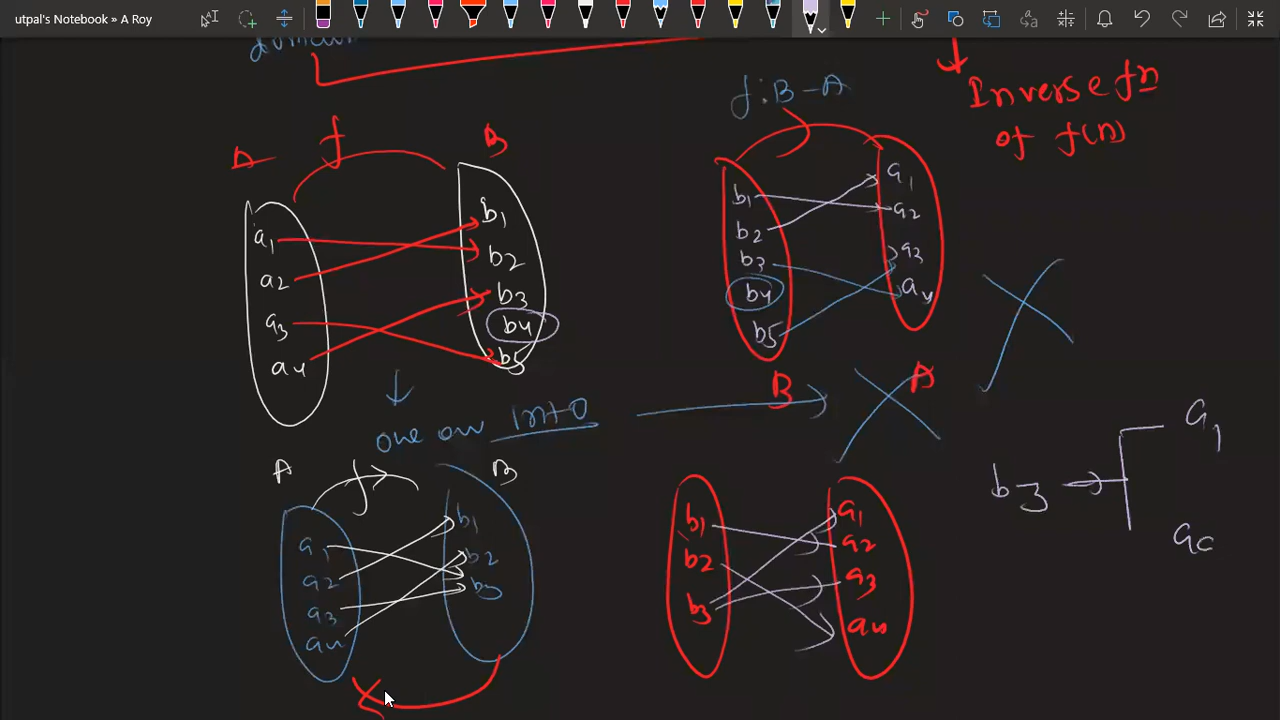 utpal's Notebook » A Roy
domain
f: B - A
Inverse fn
of f(n)
A
f
B
a1
a2
a3
a4
b1
b2
b3
b4
b5
b1
b2
b3
b4
b5
a1
a2
a3
a4
B
A
one one into
A
f
B
a1
a2
a3
a4
b1
b2
b3
b1
b2
b3
a1
a2
a3
a4
b3
a1